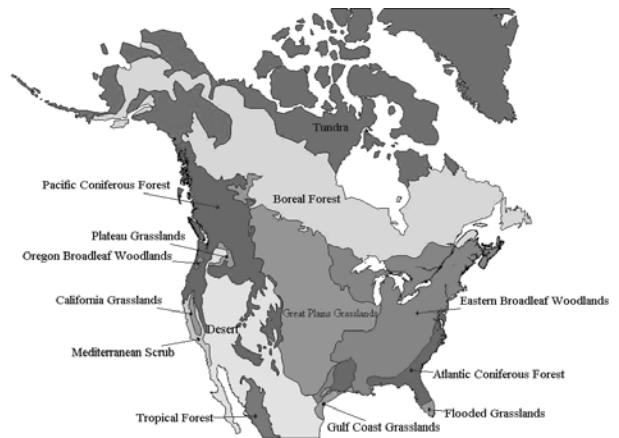 Tundra
Pacific Coniferous Forest
Boreal Forest
Plateau Grasslands
Oregon Broadleaf Woodlands
California Grasslands
Great Plains Grasslands
Eastern Broadleaf Woodlands
Desert
Mediterranean Scrub
Atlantic Coniferous Forest
Tropical Forest
Flooded Grasslands
Gulf Coast Grasslands